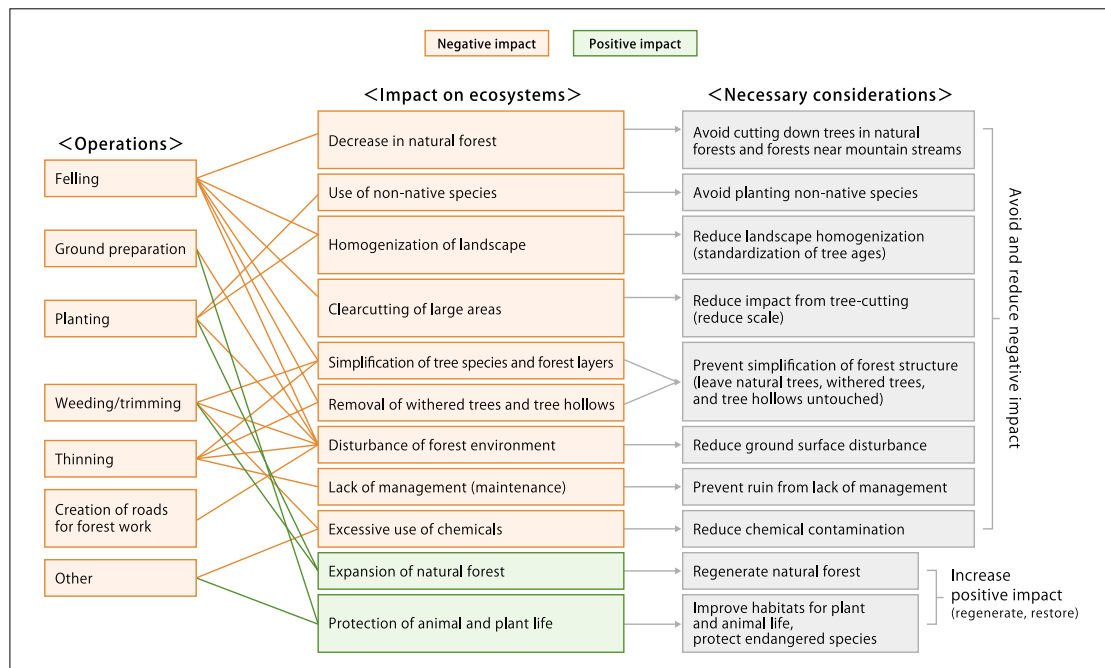 Negative impact
Positive impact
<Operations>
Felling
Ground preparation
Planting
Weeding/trimming
Thinning
Creation of roads
for forest work
Other
<Impact on ecosystems>
Decrease in natural forest
Use of non-native species
Homogenization of landscape
Clearcutting of large areas
Simplification of tree species and forest layers
Removal of withered trees and tree hollows
Disturbance of forest environment
Lack of management (maintenance)
Excessive use of chemicals
Expansion of natural forest
Protection of animal and plant life
<Necessary considerations>
Avoid cutting down trees in natural
forests and forests near mountain streams
Avoid planting non-native species
Reduce landscape homogenization
(standardization of tree ages)
Reduce impact from tree-cutting
(reduce scale)
Prevent simplification of forest structure
(leave natural trees, withered trees,
and tree hollows untouched)
Reduce ground surface disturbance
Prevent ruin from lack of management
Reduce chemical contamination
Regenerate natural forest
Improve habitats for plant
and animal life,
protect endangered species
Avoid and reduce negative
impact
Increase
positive impact
(regenerate, restore)